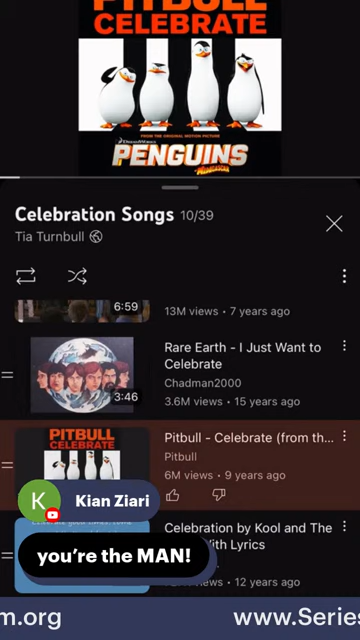 PITBULL
CELEBRATE
FROM THE ORIGINAL MOTION PICTURE
DREAMWORKS
PENGUINS
OF MADAGASCAR
Celebration Songs 10/39
Tia Turnbull
6:59
13M views • 7 years ago
Rare Earth - I Just Want to
Celebrate
Chadman2000
3.6M views • 15 years ago
3:46
Pitbull - Celebrate (from th...
Pitbull
6M views • 9 years ago
PITBULL
CELEBRATE
K
Kian Ziari
you're the MAN!
Celebration by Kool and The
With Lyrics
12 years ago
m.org
www.Series